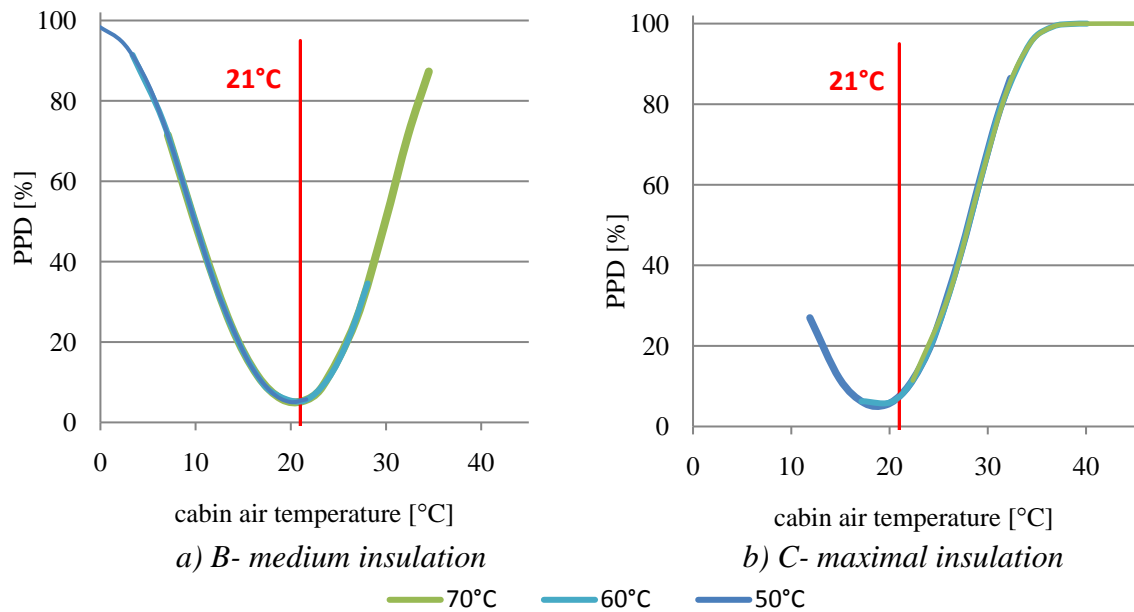 100
80
60
40
20
0
PPD [%]
21°C
0 10 20 30 40
cabin air temperature [°C]
a) B- medium insulation
100
80
60
40
20
0
PPD [%]
21°C
0 10 20 30 40
cabin air temperature [°C]
b) C- maximal insulation
70°C 60°C 50°C